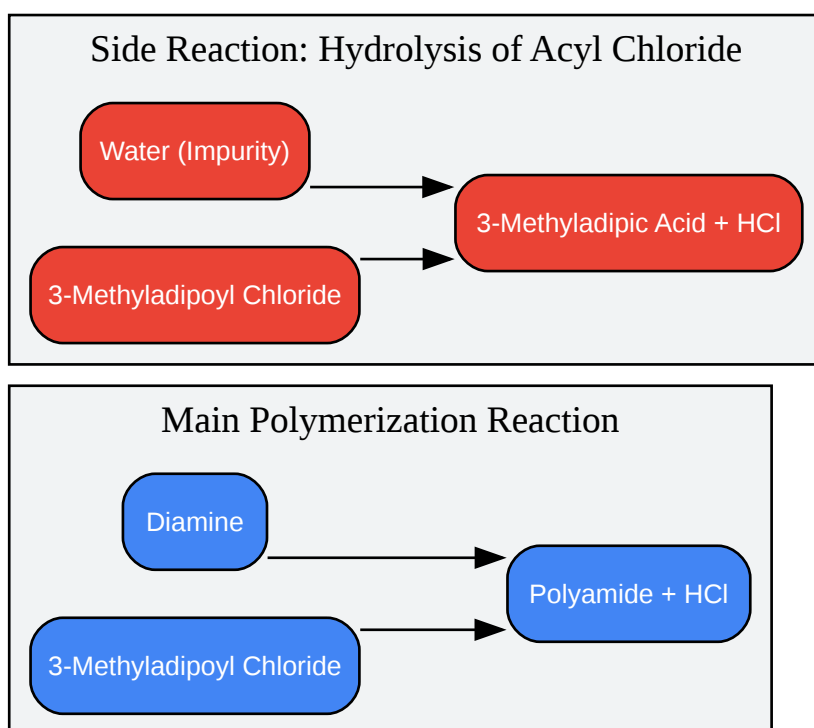 Side Reaction: Hydrolysis of Acyl Chloride
Water (Impurity)
3-Methyladipic Acid + HCl
3-Methyladipoyl Chloride
Main Polymerization Reaction
Diamine
Polyamide + HCl
3-Methyladipoyl Chloride